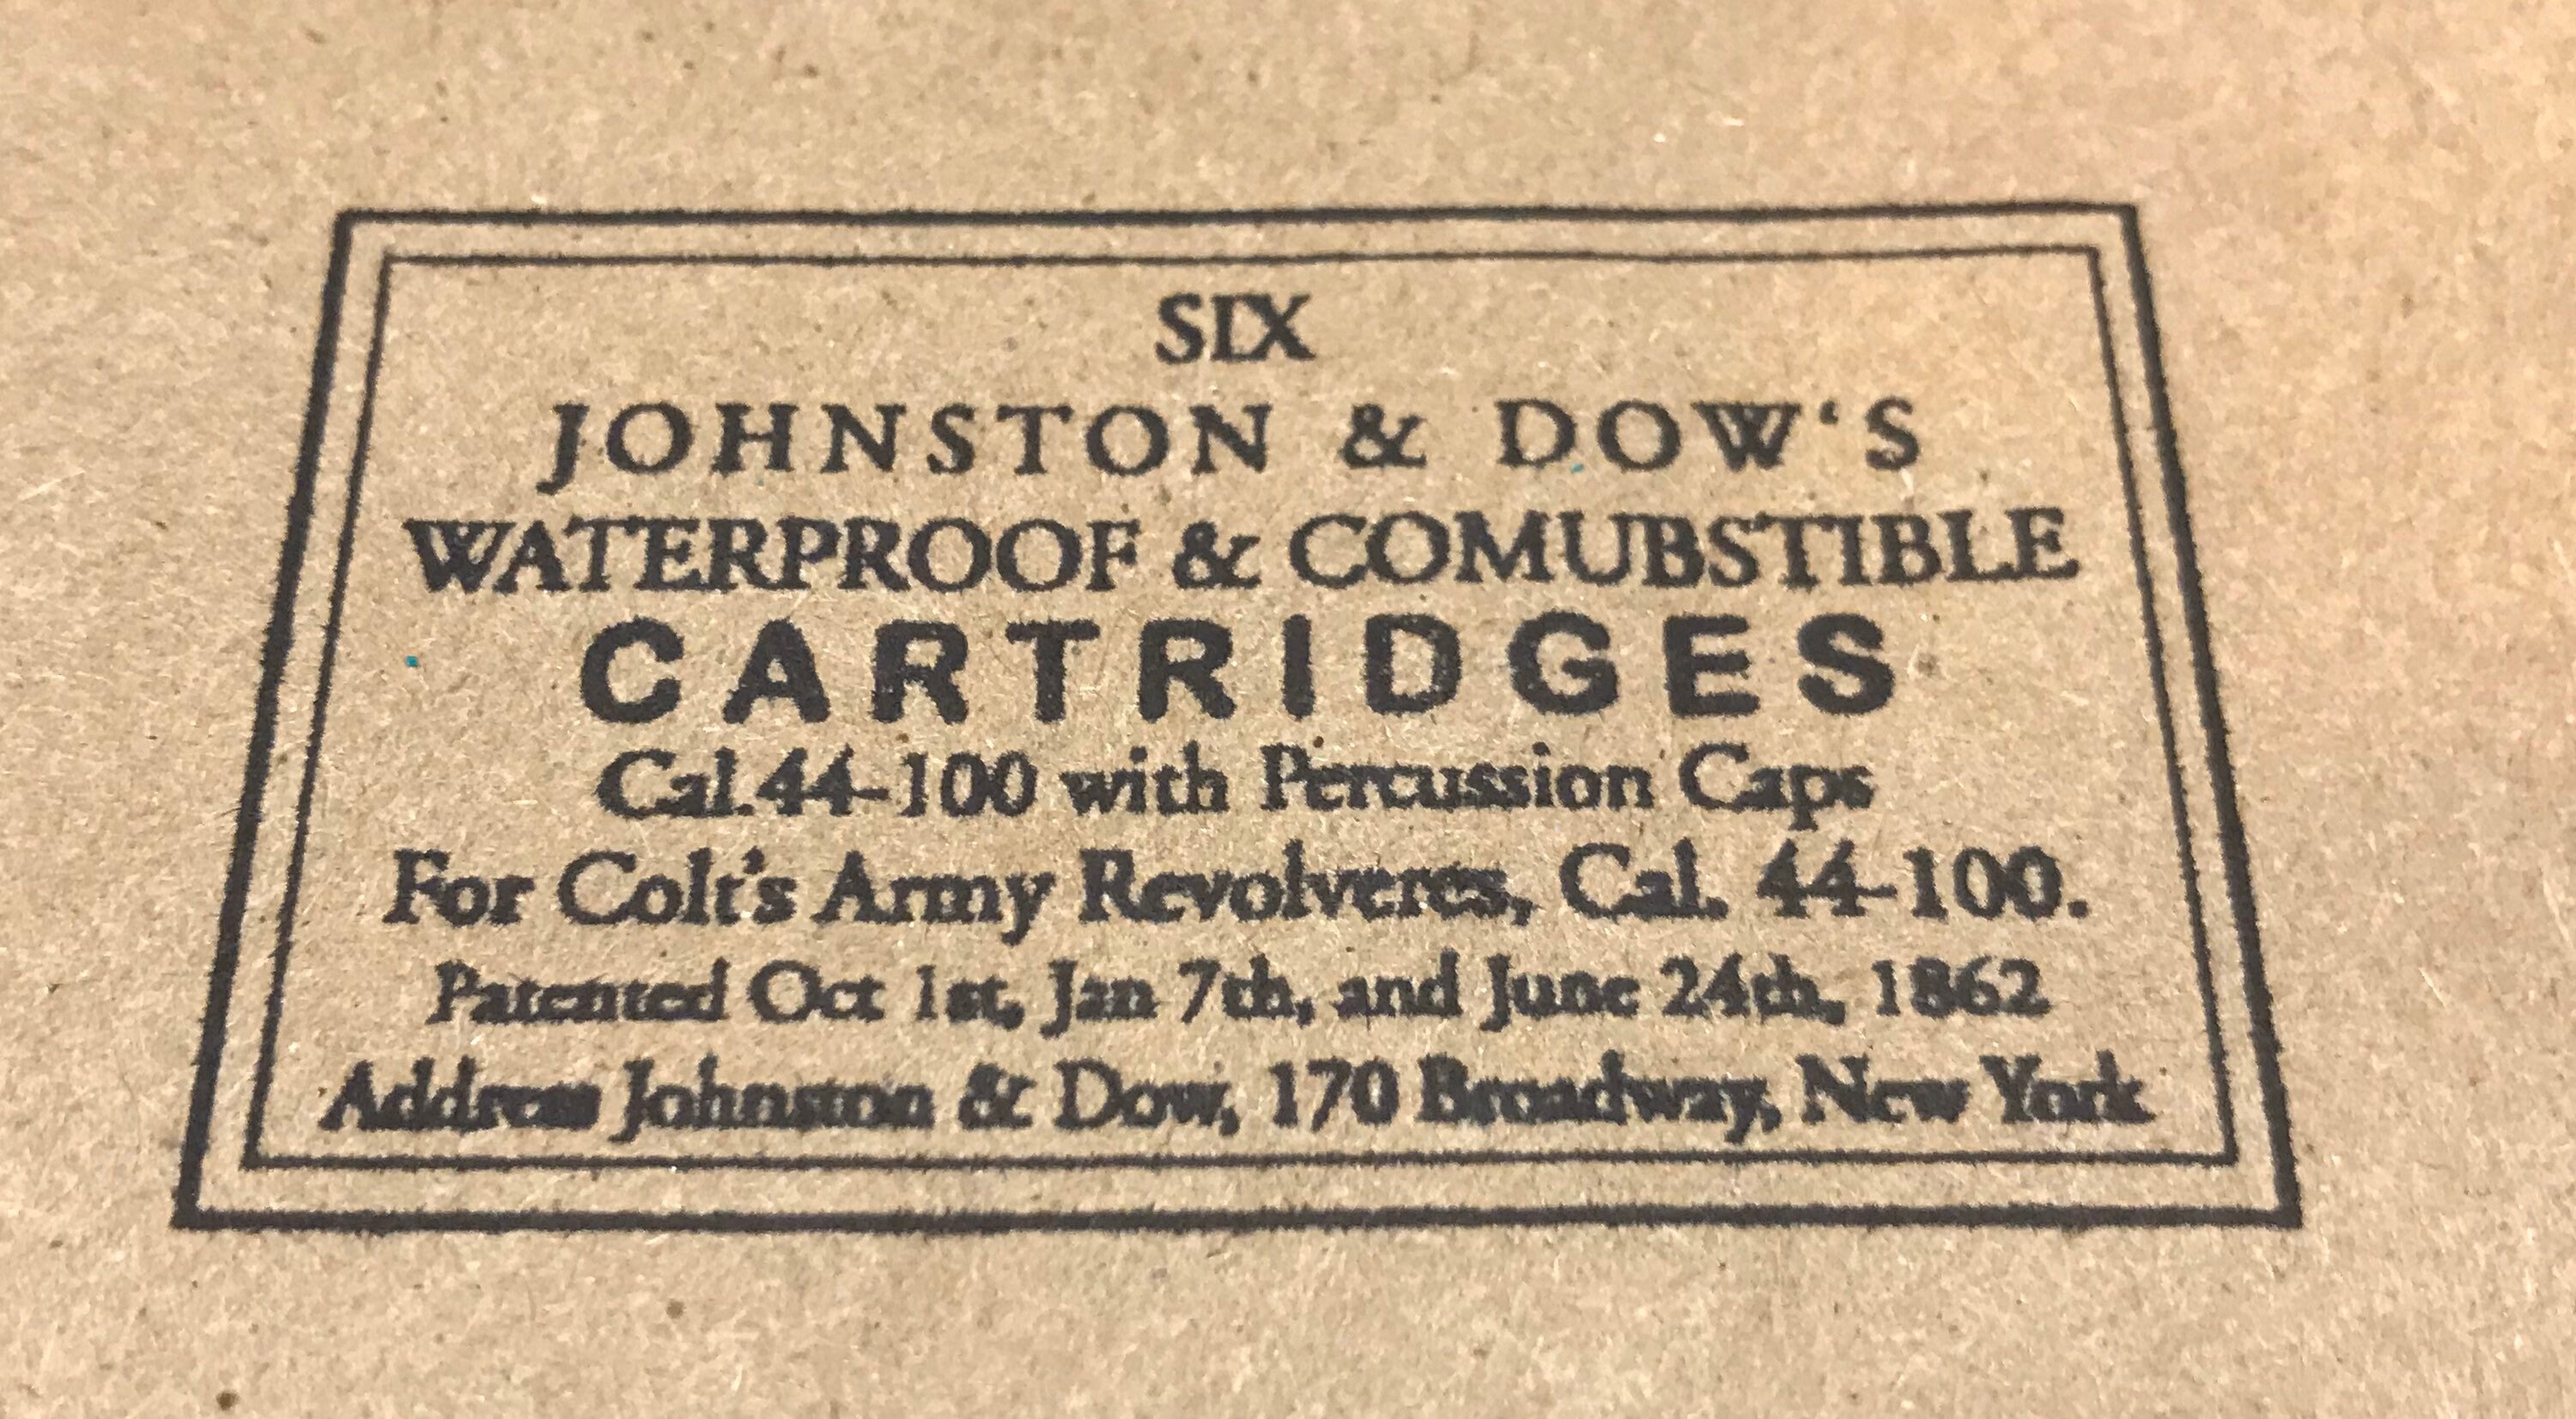 SIX
JOHNSTON & DOW‘S
WATERPROOF & COMUBSTIBLE
CARTRIDGES
Cal.44-100 with Percussion Caps
For Colt's Army Revolveres, Cal. 44-100.
Patented Oct 1st, Jan 7th, and June 24th, 1862
Address Johnston & Dow, 170 Broadway, New York